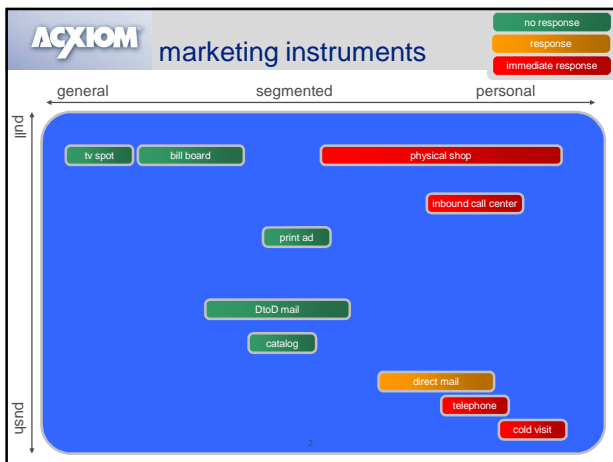 ACXIOM
marketing instruments
no response
response
immediate response
general
segmented
personal
pull
tv spot
bill board
physical shop
inbound call center
print ad
DtoD mail
catalog
direct mail
telephone
cold visit
push
2